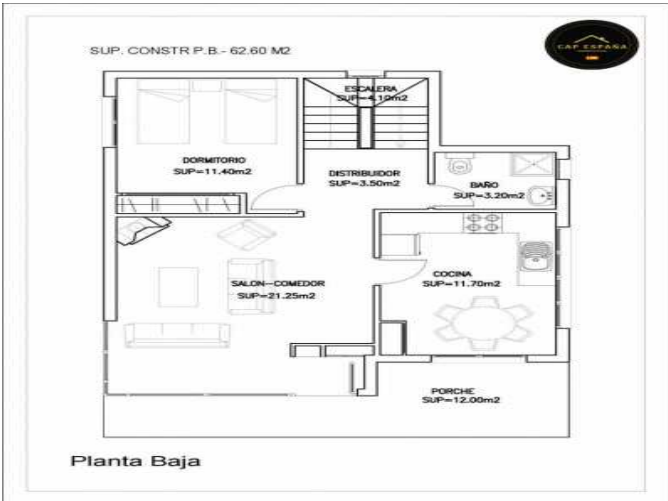 SUP. CONSTR P.B.- 62.60 M2
CAP ESPAÑA
ESCALERA
SUP=4.10m2
DORMITORIO
SUP=11.40m2
DISTRIBUIDOR
SUP=3.50m2
BAÑO
SUP=3.20m2
SALON-COMEDOR
SUP=21.25m2
COCINA
SUP=11.70m2
PORCHE
SUP=12.00m2
Planta Baja